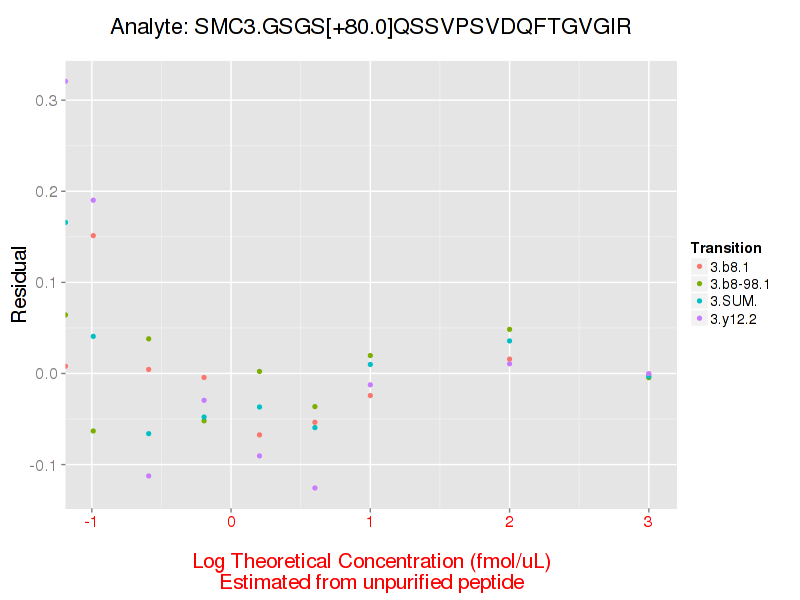 Analyte: SMC3.GSGS[+80.0]QSSVPSVDQFTGVGIR
0.3
0.2
0.1
0.0
-0.1
Residual
-1 0 1 2 3
Log Theoretical Concentration (fmol/uL)
Estimated from unpurified peptide
Transition
3.b8.1
3.b8-98.1
3.SUM.
3.y12.2